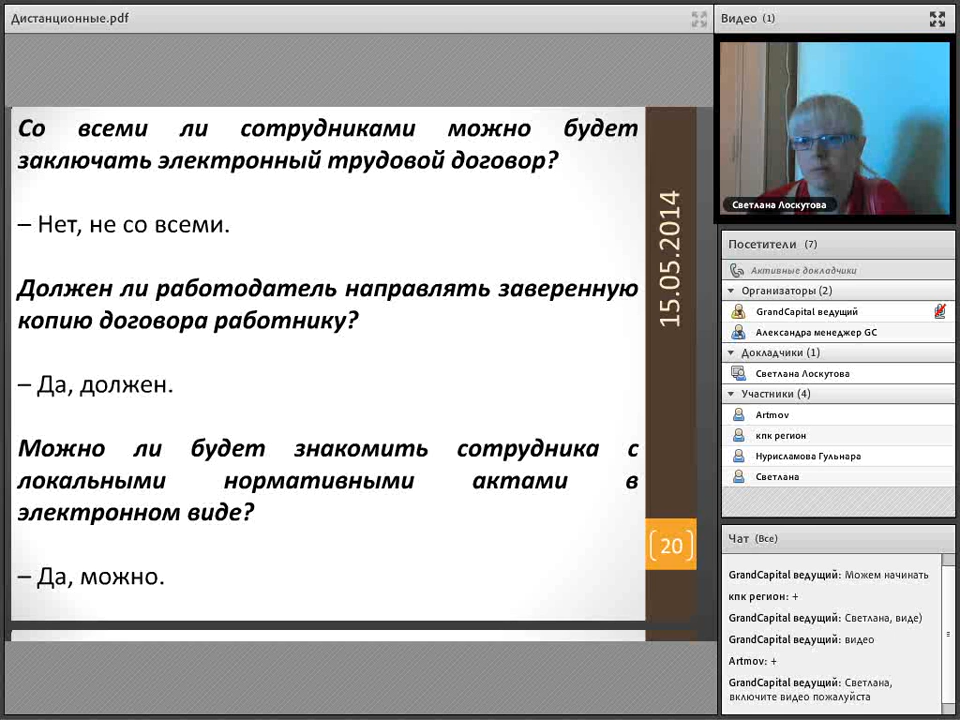 Дистанционные.pdf
Со всеми ли сотрудниками можно будет
заключать электронный трудовой договор?
– Нет, не со всеми.
Должен ли работодатель направлять заверенную
копию договора работнику?
– Да, должен.
Можно ли будет знакомить сотрудника с
локальными нормативными актами в
электронном виде?
– Да, можно.
15.05.2014
20
Видео (1)
Светлана Лоскутова
Посетители (7)
Активные докладчики
Организаторы (2)
GrandCapital ведущий
Александра менеджер GC
Докладчики (1)
Светлана Лоскутова
Участники (4)
Artmov
кпк регион
Нурисламова Гульнара
Светлана
Чат (Все)
GrandCapital ведущий: Можем начинать
кпк регион: +
GrandCapital ведущий: Светлана, виде)
GrandCapital ведущий: видео
Artmov: +
GrandCapital ведущий: Светлана,
включите видео пожалуйста